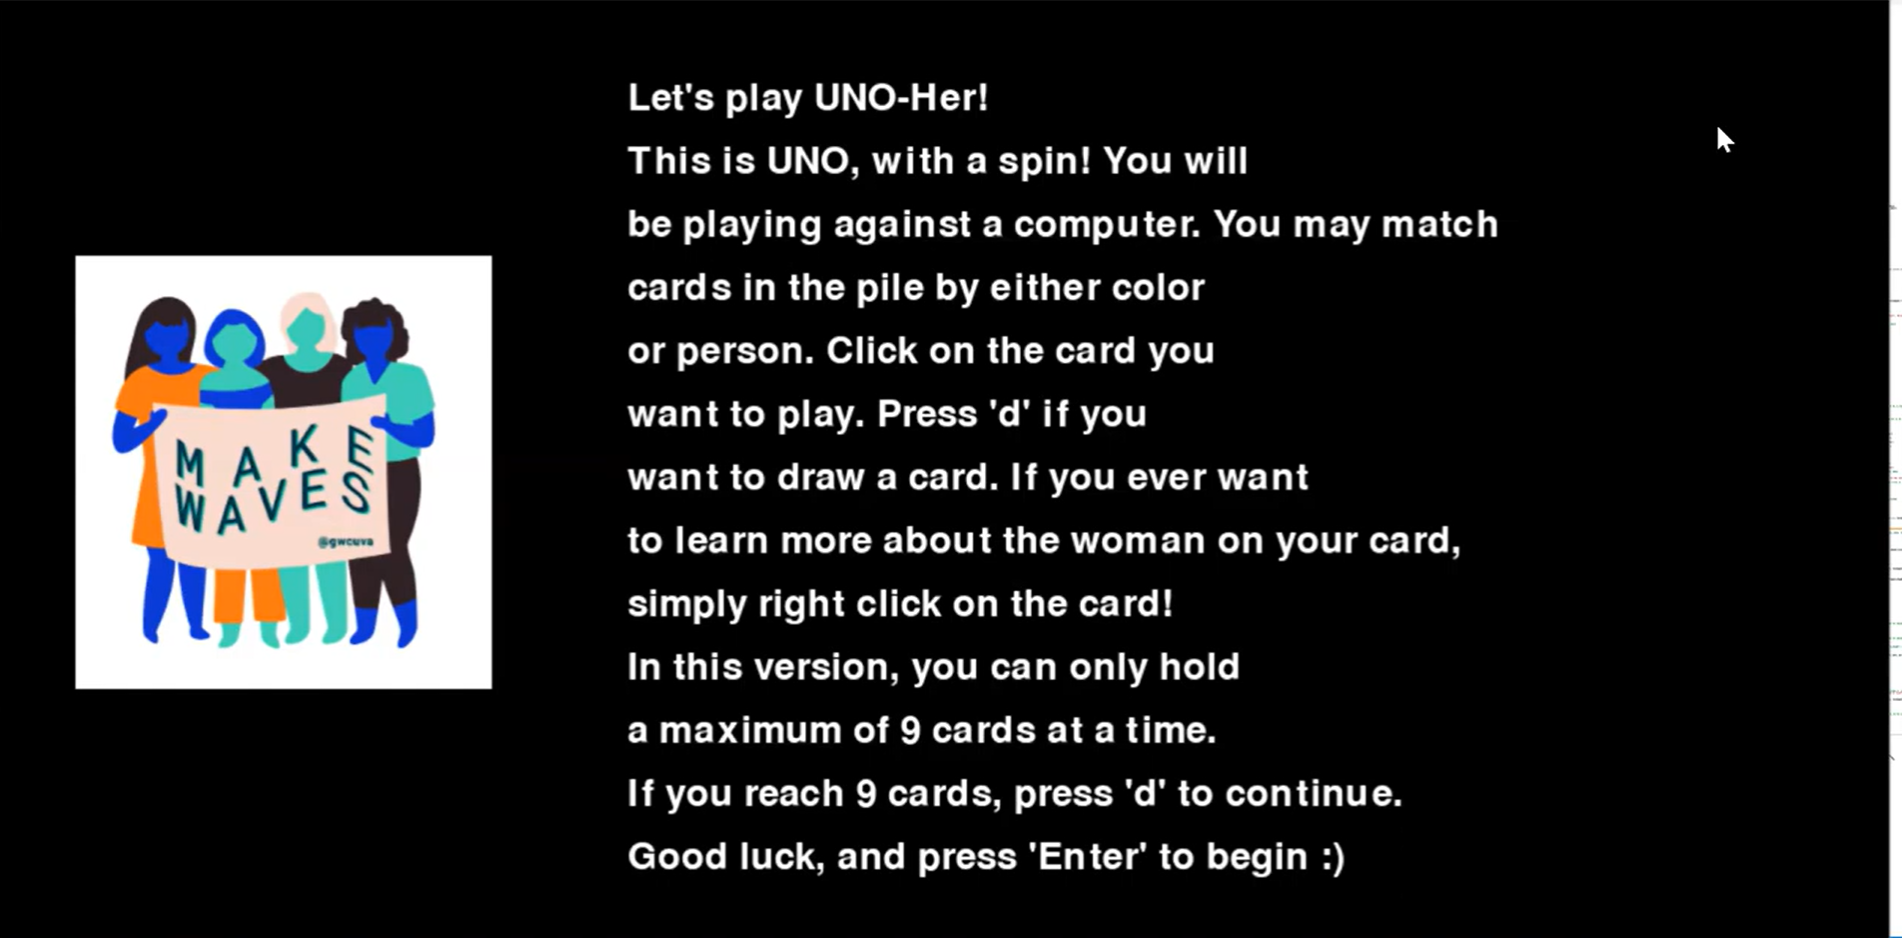 Let's play UNO-Her!
This is UNO, with a spin! You will
be playing against a computer. You may match
cards in the pile by either color
or person. Click on the card you
want to play. Press 'd' if you
want to draw a card. If you ever want
to learn more about the woman on your card,
simply right click on the card!
In this version, you can only hold
a maximum of 9 cards at a time.
If you reach 9 cards, press 'd' to continue.
Good luck, and press 'Enter' to begin :)
MAKE
WAVES
@gwcuva